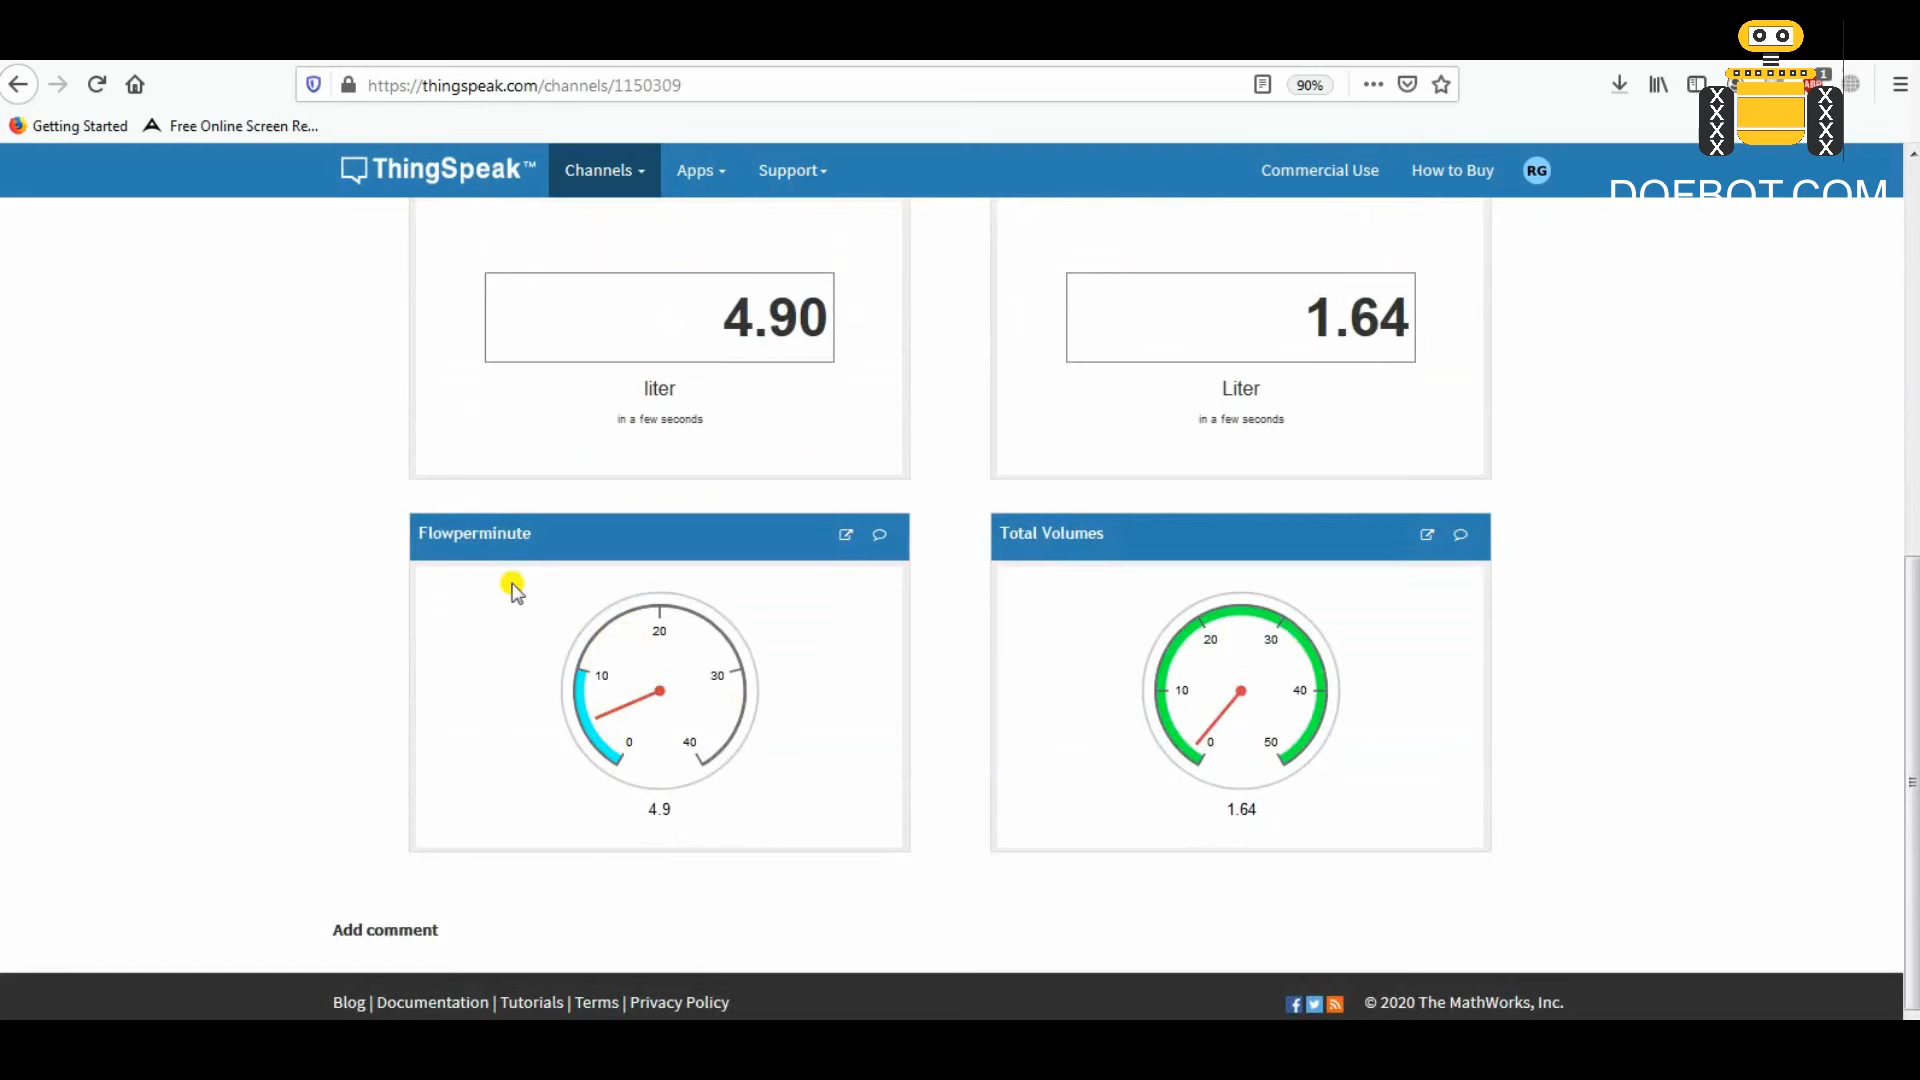 https://thingspeak.com/channels/1150309
90%
1
Getting Started
Free Online Screen Re...
ThingSpeak™
Channels
Apps
Support
Commercial Use
How to Buy
RG
DOFBOT.COM
4.90
1.64
liter
Liter
in a few seconds
in a few seconds
Flowperminute
Total Volumes
20
10
30
0
40
4.9
20
30
10
40
0
50
1.64
Add comment
Blog | Documentation | Tutorials | Terms | Privacy Policy
© 2020 The MathWorks, Inc.